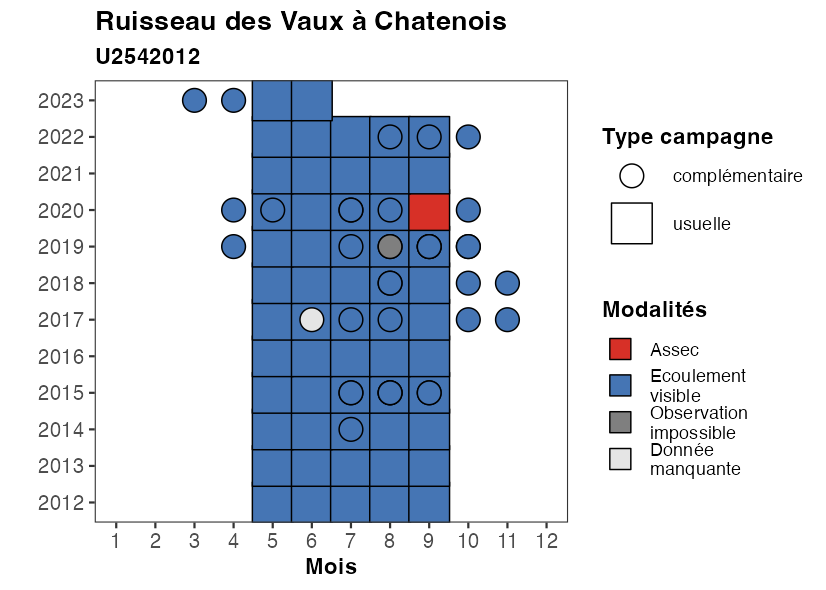 Ruisseau des Vaux à Chatenois
U2542012
2023
2022
2021
2020
2019
2018
2017
2016
2015
2014
2013
2012
1 2 3 4 5 6 7 8 9 10 11 12
Mois
Type campagne
complémentaire
usuelle
Modalités
Assec
Ecoulement
visible
Observation
impossible
Donnée
manquante